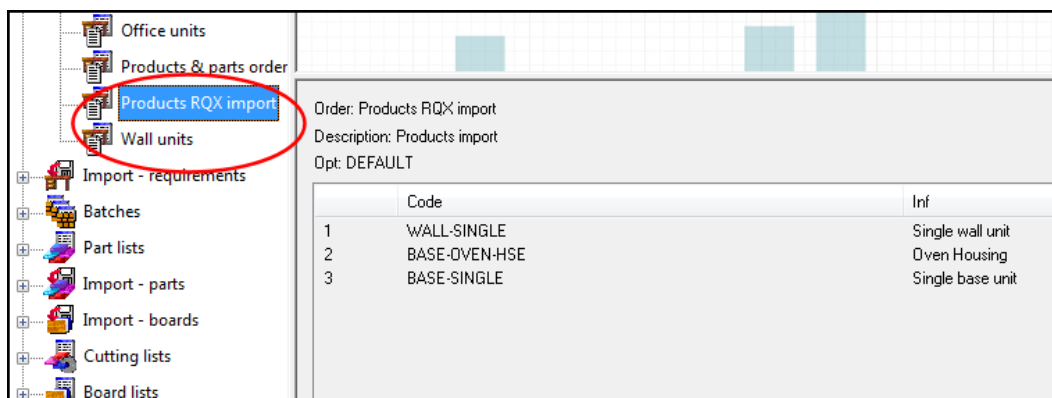 Office units
Products & parts order
Products RQX import
Wall units
Import - requirements
Batches
Part lists
Import - parts
Import - boards
Cutting lists
Board lists
Order: Products RQX import
Description: Products import
Opt: DEFAULT
Code Inf
1 WALL-SINGLE Single wall unit
2 BASE-OVEN-HSE Oven Housing
3 BASE-SINGLE Single base unit